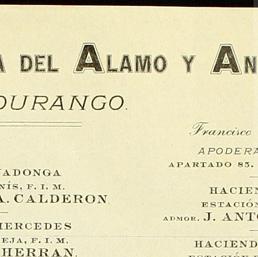 DEL ALAMO Y AN
DURANGO.
Francisco
APODERA
APARTADO 85.
ADONGA
NÍS, F. I. M.
A. CALDERON
HACIEN
ESTACIÓN
ADMOR. J. ANTO
MERCEDES
EJA, F. I. M.
HERRAN.
HACIEND